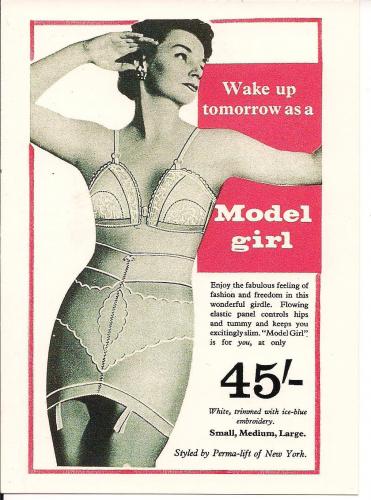 Wake up
tomorrow as a
Model
girl
Enjoy the fabulous feeling of
fashion and freedom in this
wonderful girdle. Flowing
elastic panel controls hips
and tummy and keeps you
excitingly slim. "Model Girl"
is for you, at only
45/-
White, trimmed with ice-blue
embroidery.
Small, Medium, Large.
Styled by Perma-lift of New York.